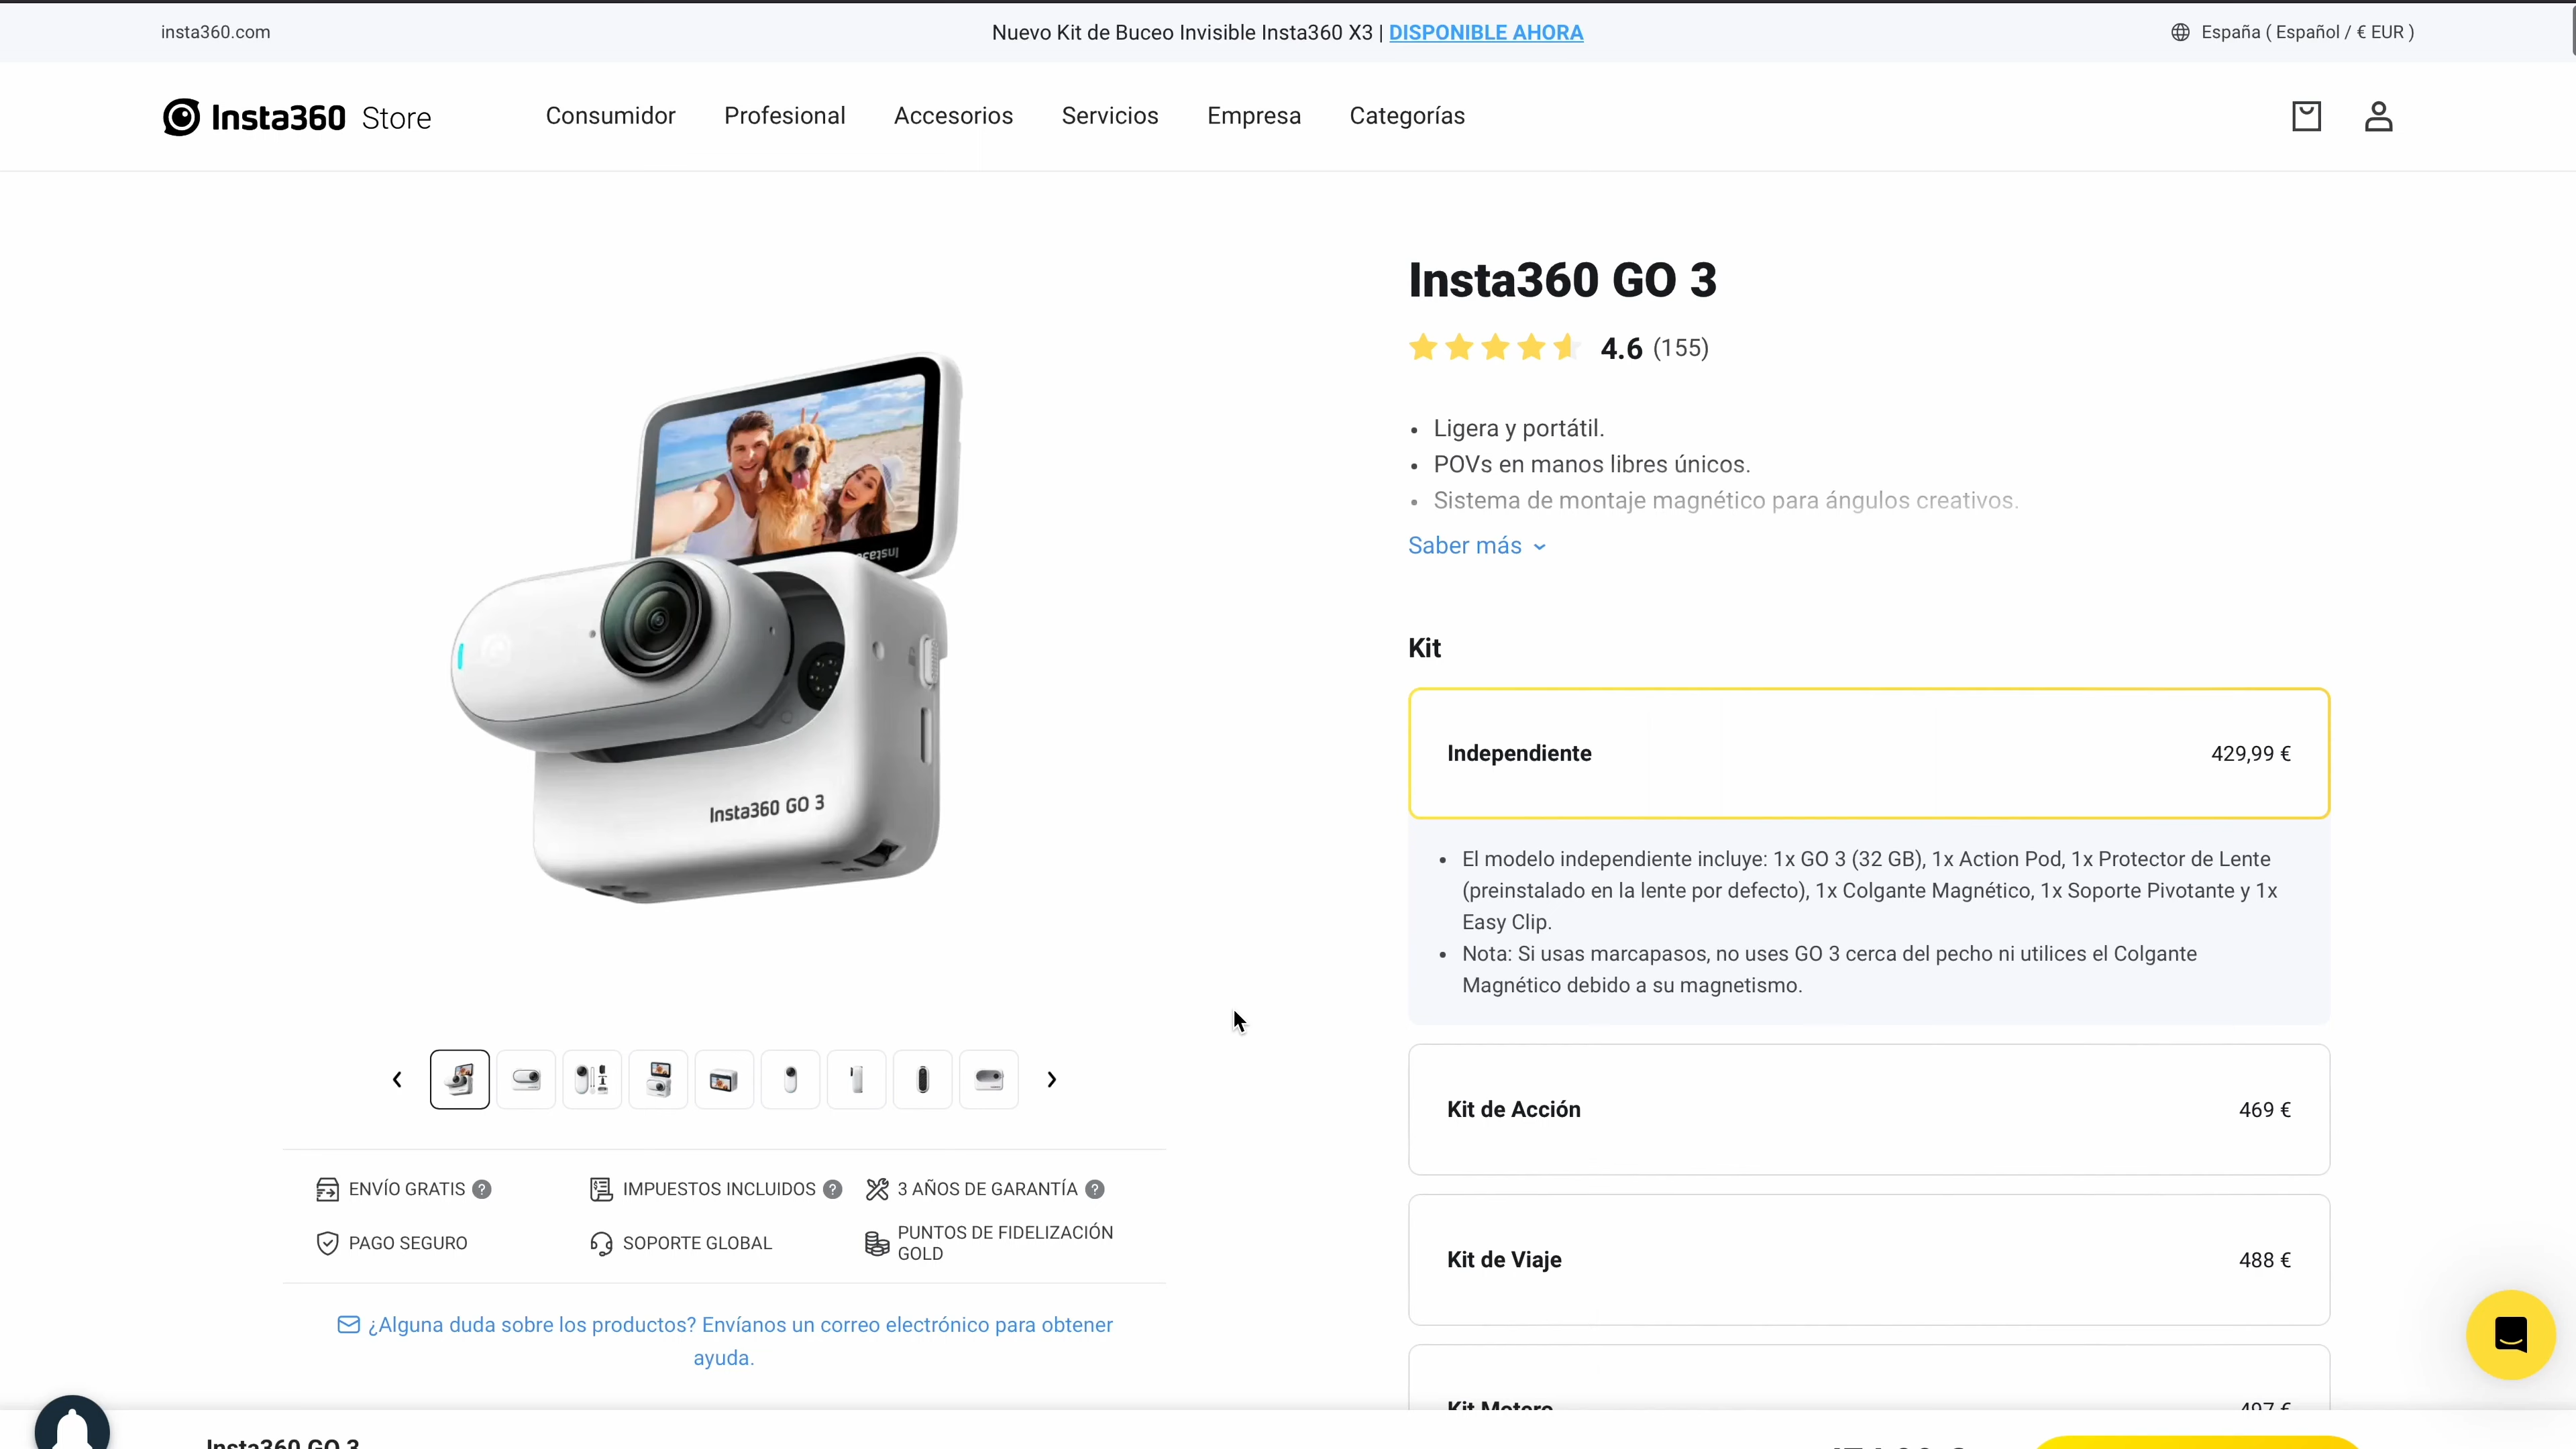 insta360.com
Nuevo Kit de Buceo Invisible Insta360 X3 | DISPONIBLE AHORA
España ( Español / € EUR )
Insta360 Store
Consumidor
Profesional
Accesorios
Servicios
Empresa
Categorías
Insta360
Insta360 GO 3
Insta360 GO 3
4.6 (155)
• Ligera y portátil.
• POVs en manos libres únicos.
• Sistema de montaje magnético para ángulos creativos.
Saber más
Kit
Independiente 429,99 €
• El modelo independiente incluye: 1x GO 3 (32 GB), 1x Action Pod, 1x Protector de Lente
(preinstalado en la lente por defecto), 1x Colgante Magnético, 1x Soporte Pivotante y 1x
Easy Clip.
• Nota: Si usas marcapasos, no uses GO 3 cerca del pecho ni utilices el Colgante
Magnético debido a su magnetismo.
Kit de Acción 469 €
Kit de Viaje 488 €
Kit Motero 497 €
ENVÍO GRATIS ?
IMPUESTOS INCLUIDOS ?
3 AÑOS DE GARANTÍA ?
PAGO SEGURO
SOPORTE GLOBAL
PUNTOS DE FIDELIZACIÓN
GOLD
¿Alguna duda sobre los productos? Envíanos un correo electrónico para obtener
ayuda.
Insta360 GO 3